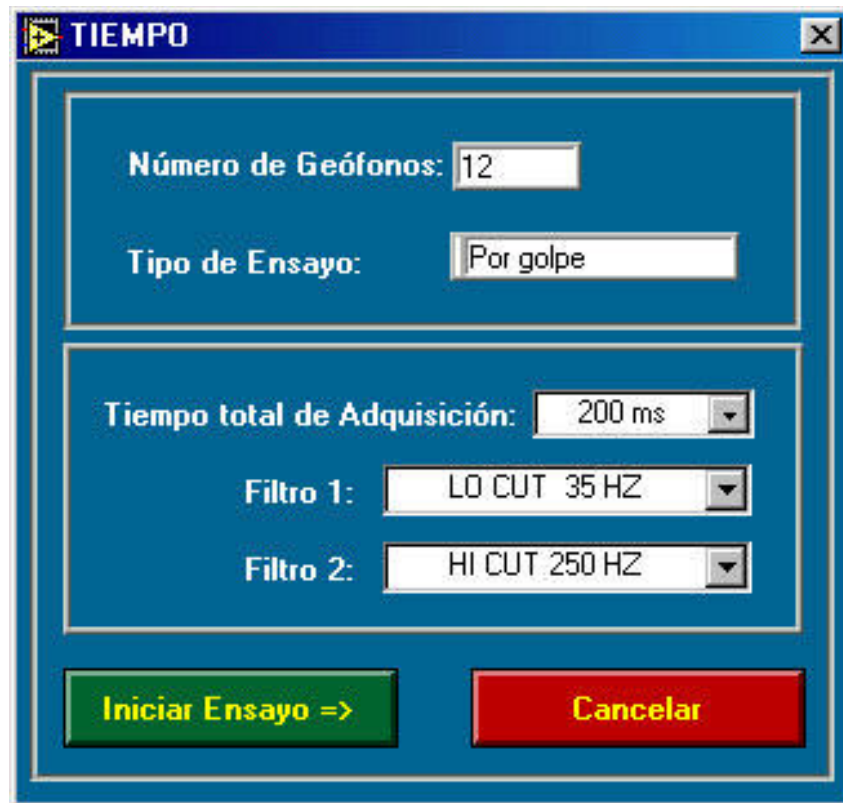 TIEMPO
Número de Geófonos: 12
Tipo de Ensayo: Por golpe
Tiempo total de Adquisición: 200 ms
Filtro 1: LO CUT 35 HZ
Filtro 2: HI CUT 250 HZ
Iniciar Ensayo => Cancelar